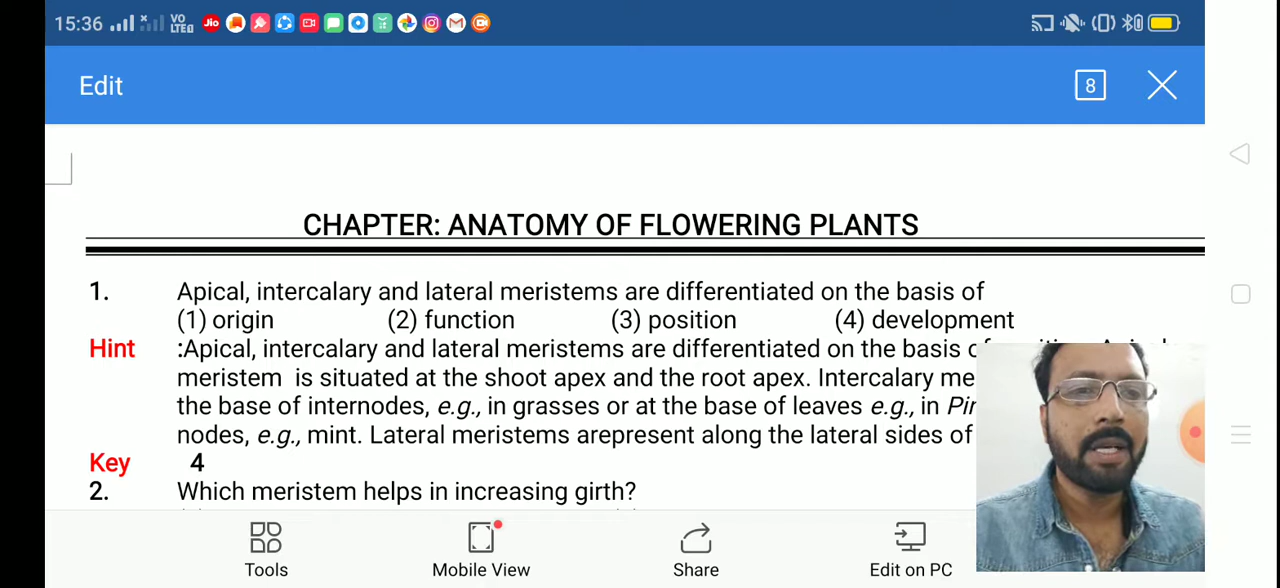 15:36 VO LTE Jio
Edit 8
CHAPTER: ANATOMY OF FLOWERING PLANTS
1. Apical, intercalary and lateral meristems are differentiated on the basis of
(1) origin (2) function (3) position (4) development
Hint :Apical, intercalary and lateral meristems are differentiated on the basis
meristem is situated at the shoot apex and the root apex. Intercalary me
the base of internodes, e.g., in grasses or at the base of leaves e.g., in Pin
nodes, e.g., mint. Lateral meristems arepresent along the lateral sides of
Key 4
2. Which meristem helps in increasing girth?
Tools Mobile View Share Edit on PC